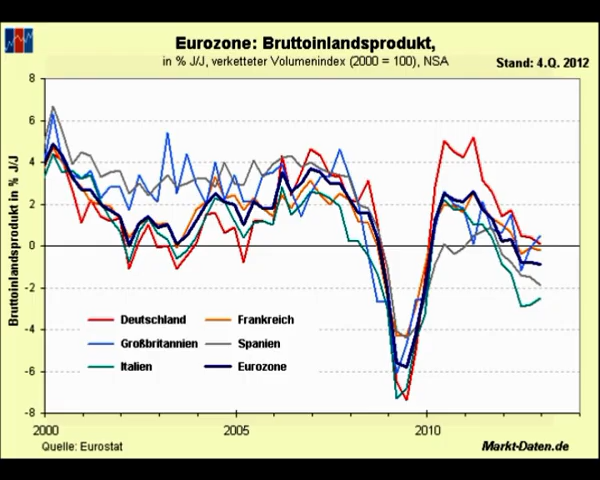 Eurozone: Bruttoinlandsprodukt,
in % J/J, verketteter Volumenindex (2000 = 100), NSA
Stand: 4.Q. 2012
Bruttoinlandsprodukt in % J/J
8
6
4
2
0
-2
-4
-6
-8
Deutschland
Frankreich
Großbritannien
Spanien
Italien
Eurozone
2000
2005
2010
Quelle: Eurostat
Markt-Daten.de